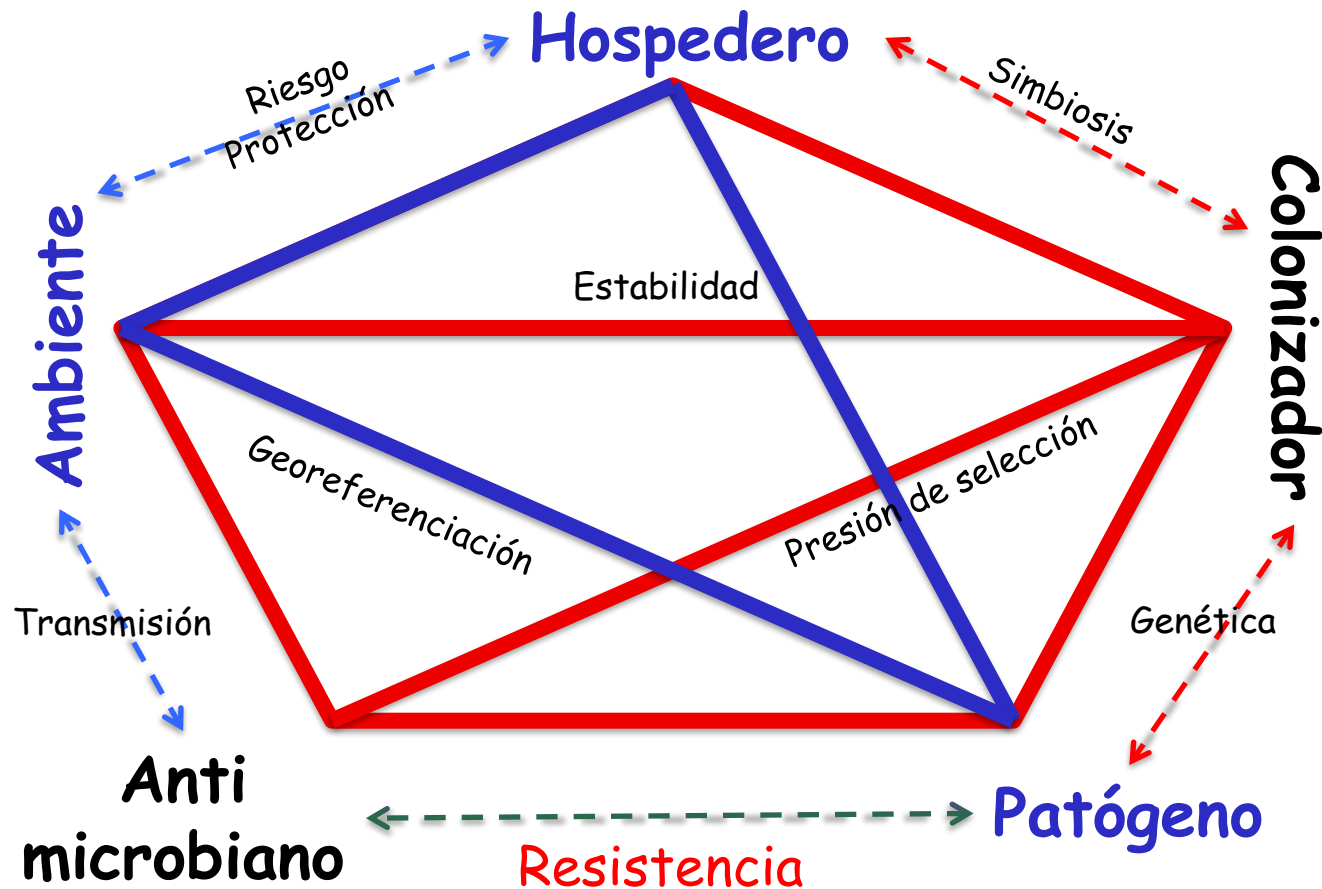 Hospedero
Riesgo
Protección
Simbiosis
Ambiente
Colonizador
Estabilidad
Georeferenciación
Presión de selección
Transmisión
Genética
Anti
microbiano
Patógeno
Resistencia